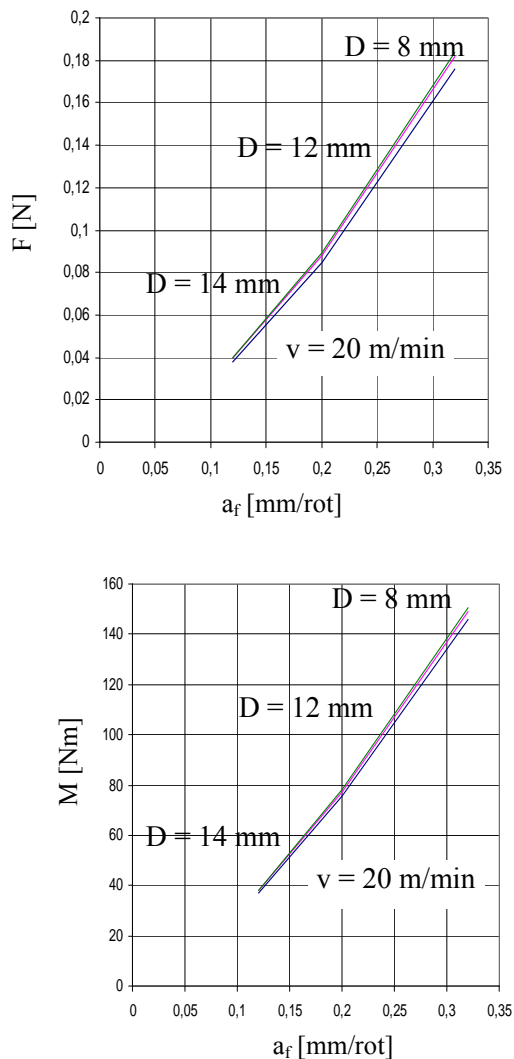 0,2
D = 8 mm
0,18
0,16
D = 12 mm
0,14
0,12
F [N]
0,1
0,08
D = 14 mm
0,06
v = 20 m/min
0,04
0,02
0
0 0,05 0,1 0,15 0,2 0,25 0,3 0,35
af [mm/rot]
160
D = 8 mm
140
120
D = 12 mm
100
M [Nm]
80
60
D = 14 mm
v = 20 m/min
40
20
0
0 0,05 0,1 0,15 0,2 0,25 0,3 0,35
af [mm/rot]